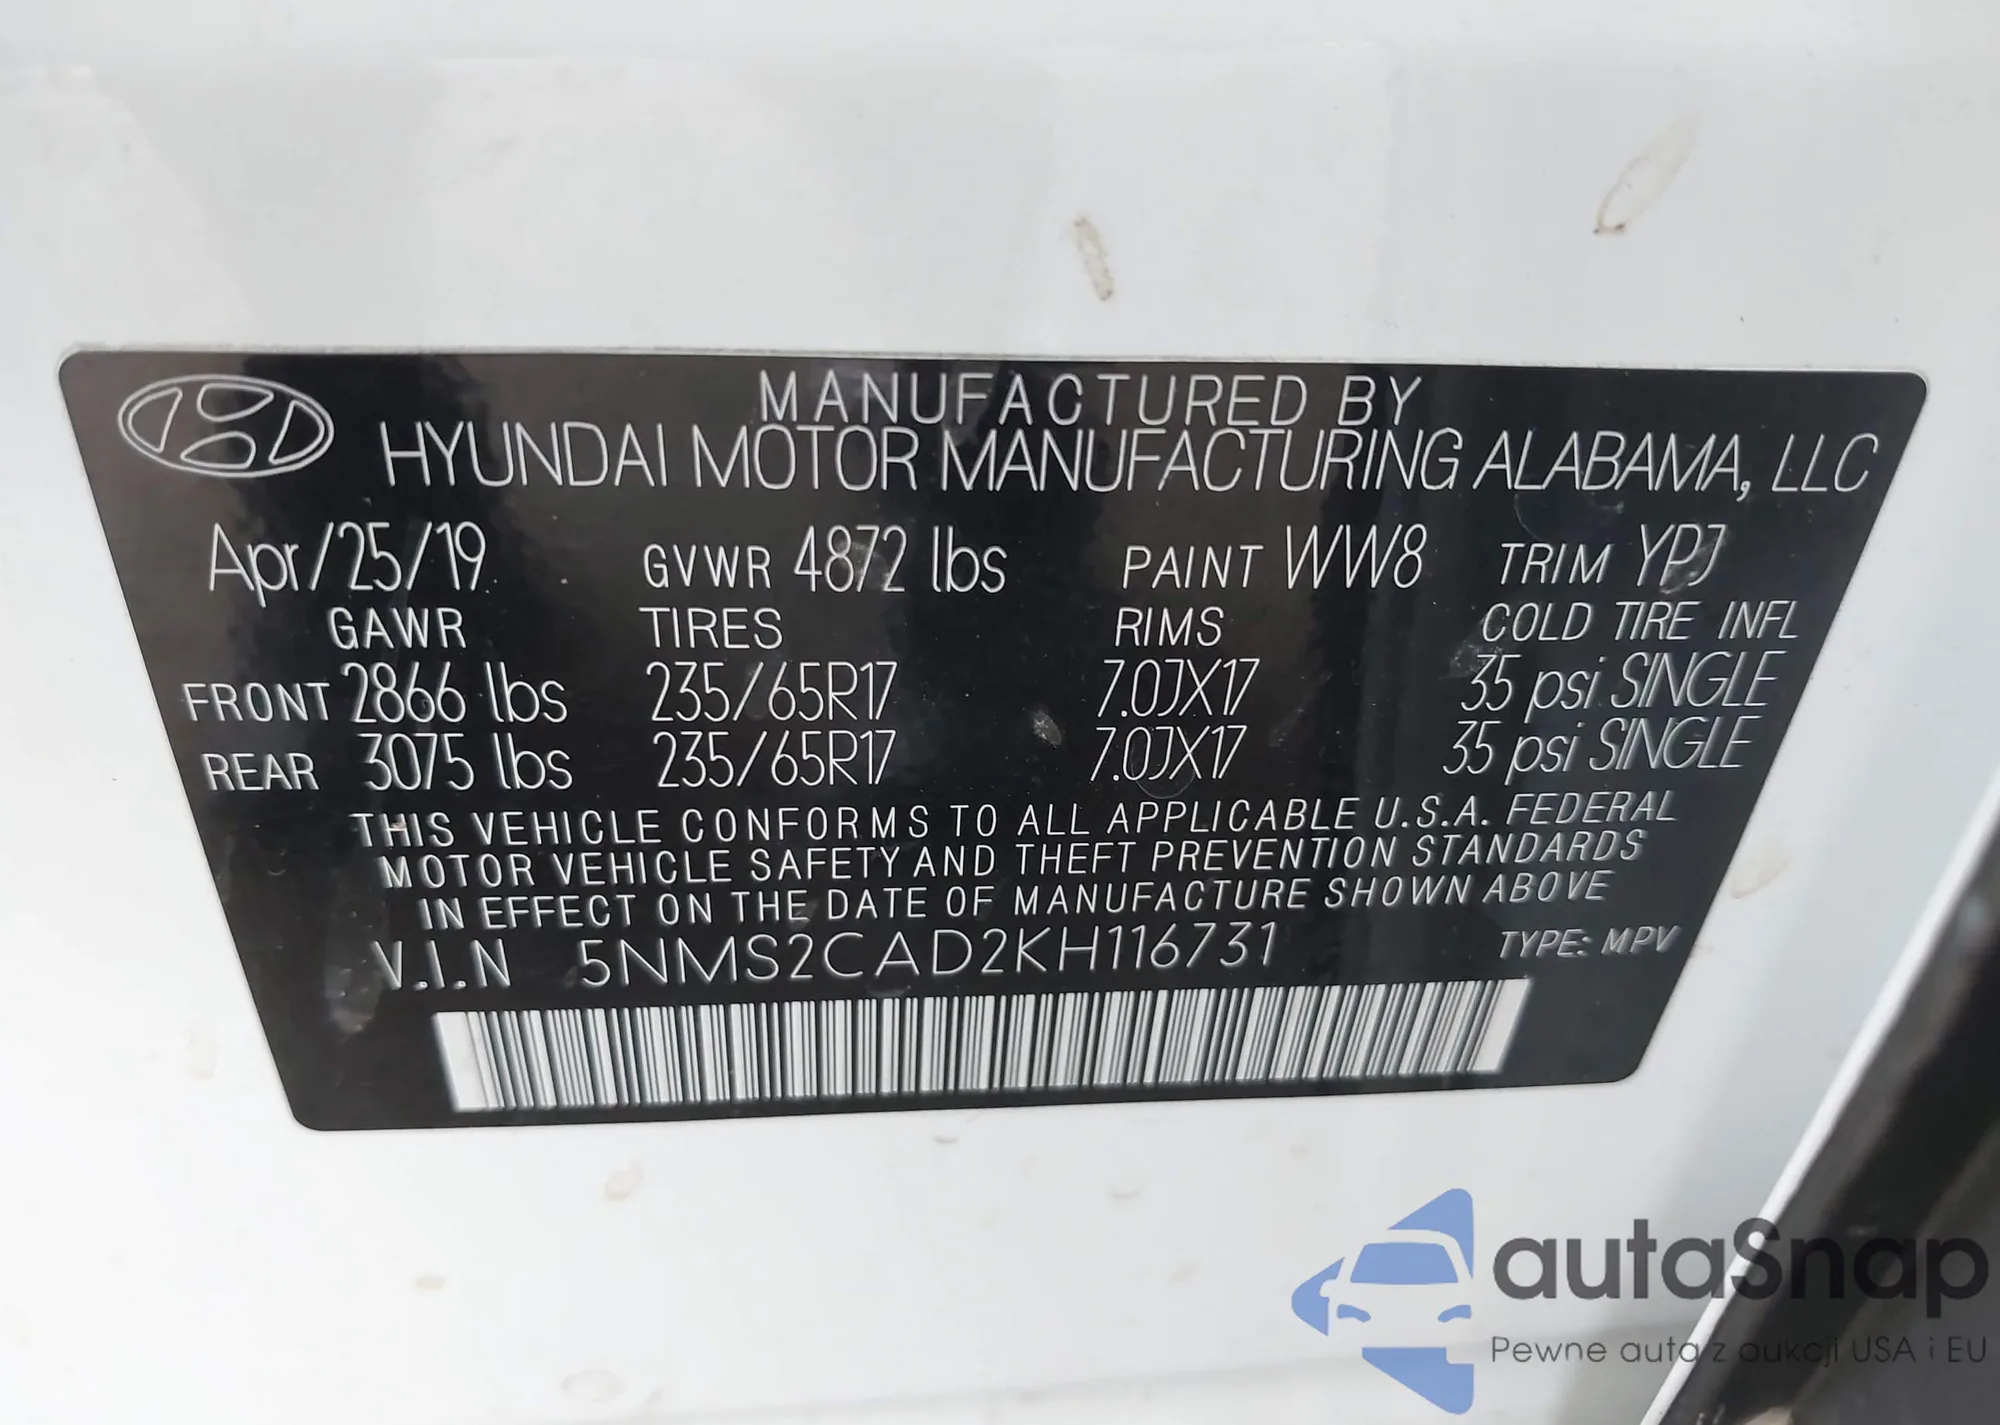 MANUFACTURED BY
HYUNDAI MOTOR MANUFACTURING ALABAMA, LLC
Apr/25/19 GVWR 4872 lbs PAINT WW8 TRIM YPJ
GAWR TIRES RIMS COLD TIRE INFL
FRONT 2866 lbs 235/65R17 7.0JX17 35 psi SINGLE
REAR 3075 lbs 235/65R17 7.0JX17 35 psi SINGLE
THIS VEHICLE CONFORMS TO ALL APPLICABLE U.S.A. FEDERAL
MOTOR VEHICLE SAFETY AND THEFT PREVENTION STANDARDS
IN EFFECT ON THE DATE OF MANUFACTURE SHOWN ABOVE
V.I.N 5NMS2CAD2KH116731 TYPE: MPV
autaSnap
Pewne auta z aukcji USA i EU